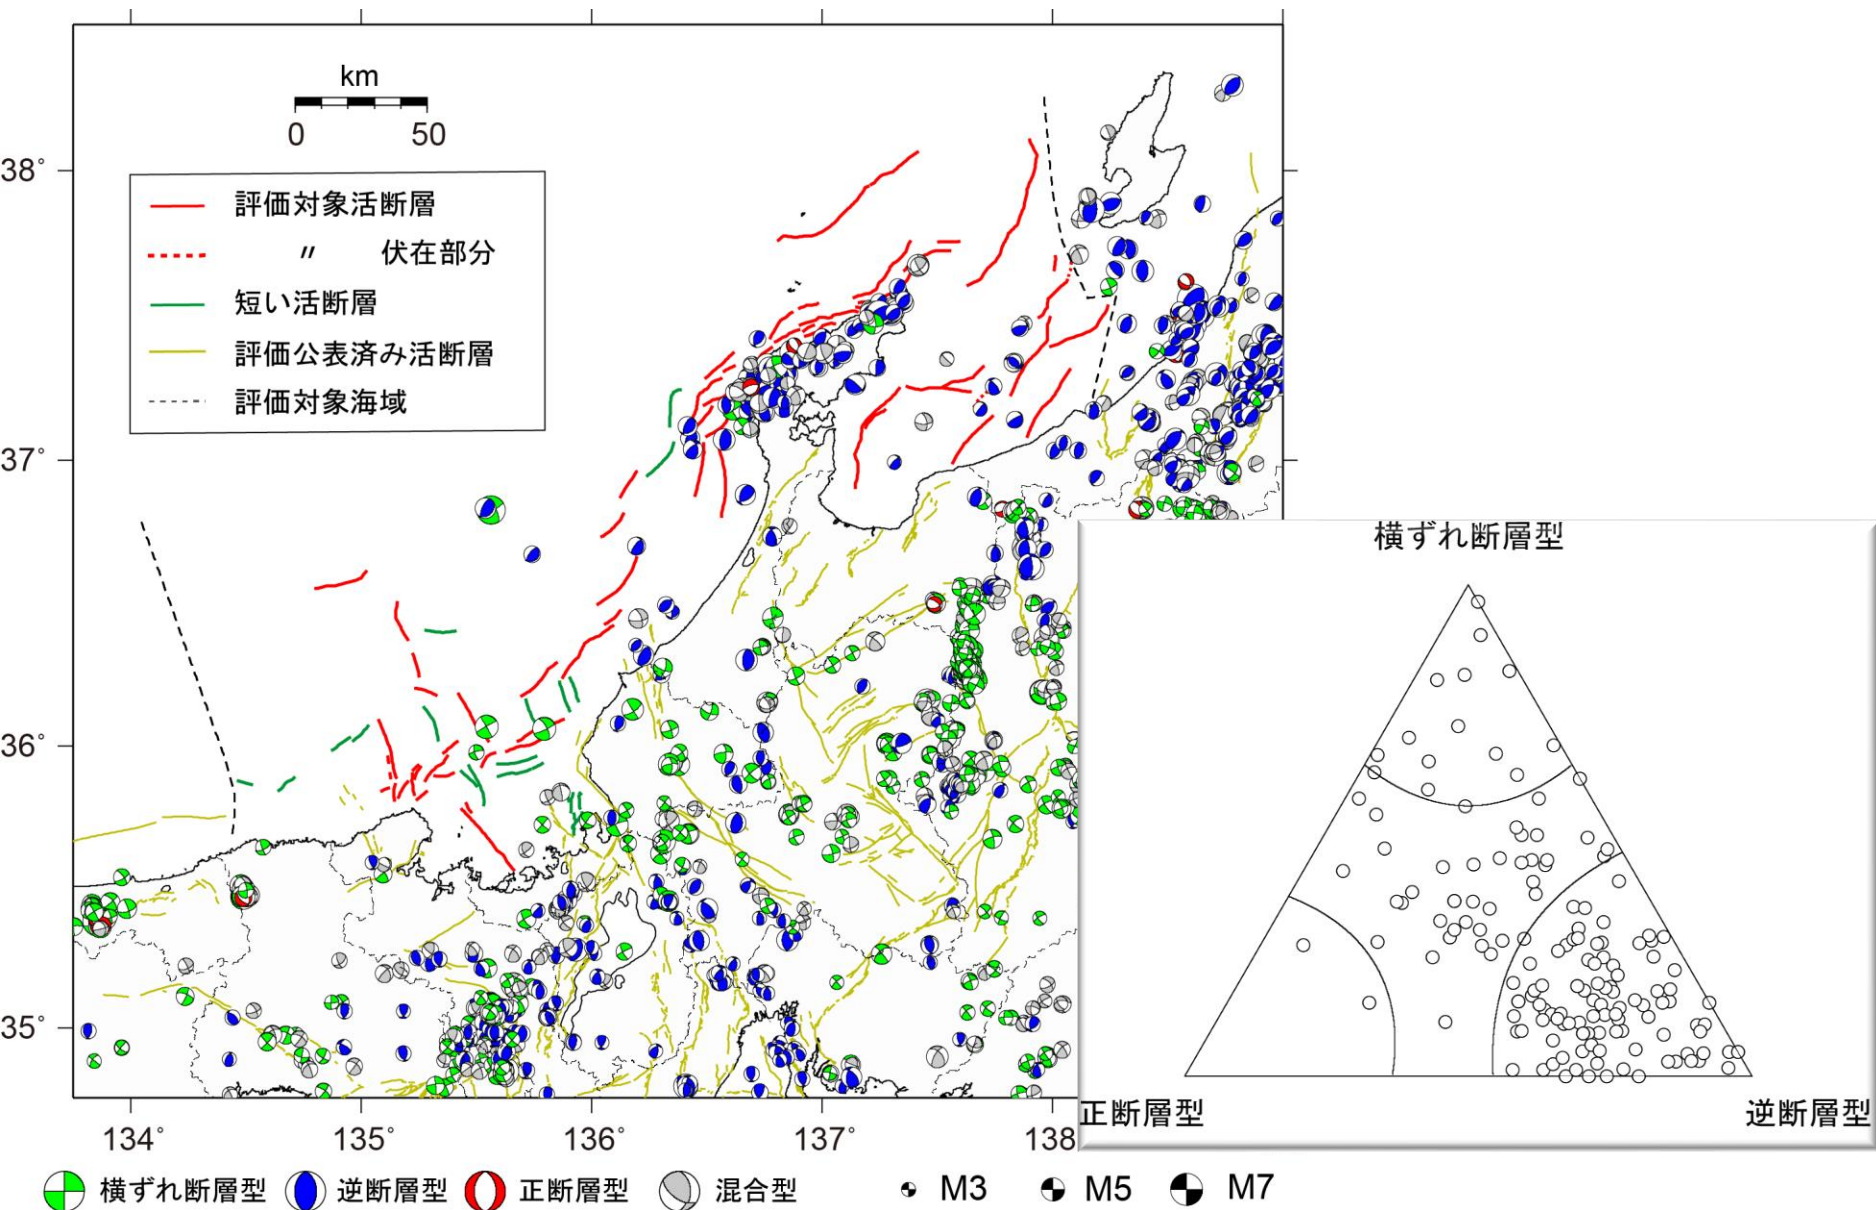 km
0 50
評価対象活断層
〃 伏在部分
短い活断層
評価公表済み活断層
評価対象海域
38°
37°
36°
35°
134° 135° 136° 137° 138
横ずれ断層型
正断層型 逆断層型
横ずれ断層型 逆断層型 正断層型 混合型 M3 M5 M7